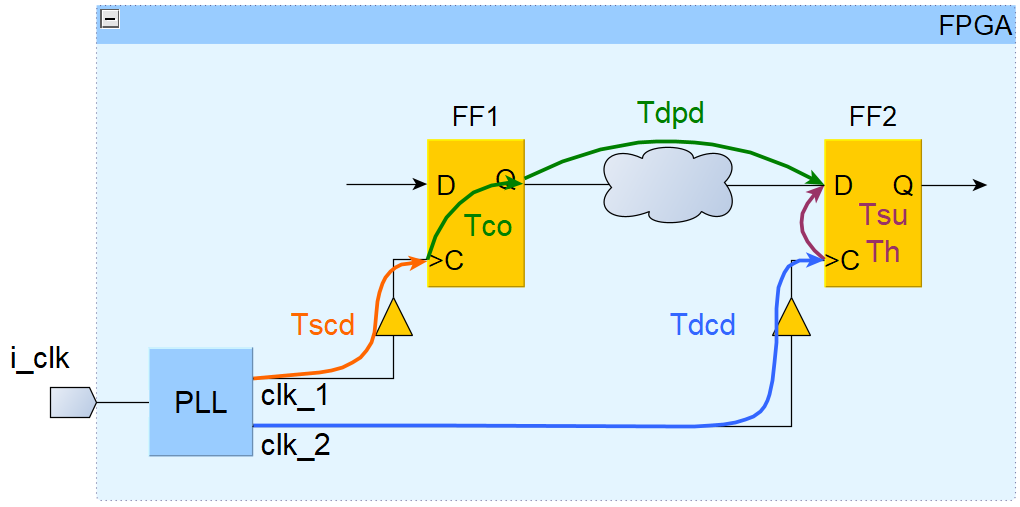 FPGA
FF1
Tdpd
FF2
D
Q
D
Q
Tco
Tsu
>C
Th
>C
Tscd
Tdcd
i_clk
PLL
clk_1
clk_2